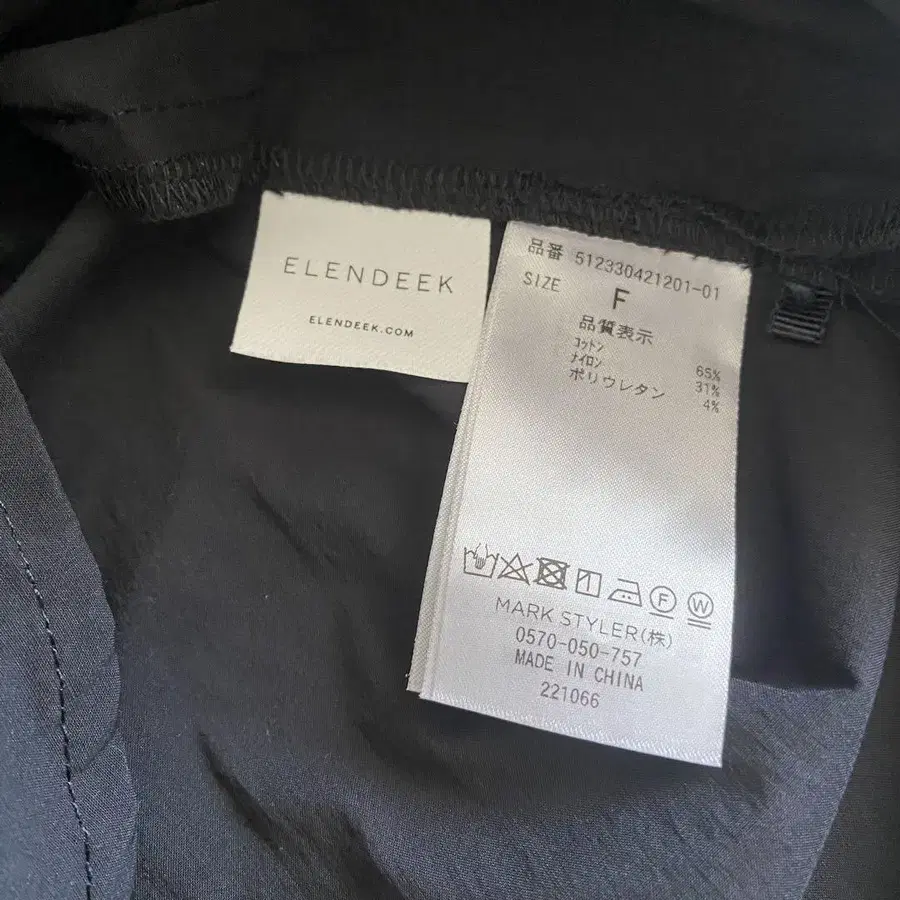 ELENDEEK
ELENDEEK.COM
品番 512330421201-01
SIZE F
品質表示
コットン 65%
ナイロン 31%
ポリウレタン 4%
MARK STYLER(株)
0570-050-757
MADE IN CHINA
221066